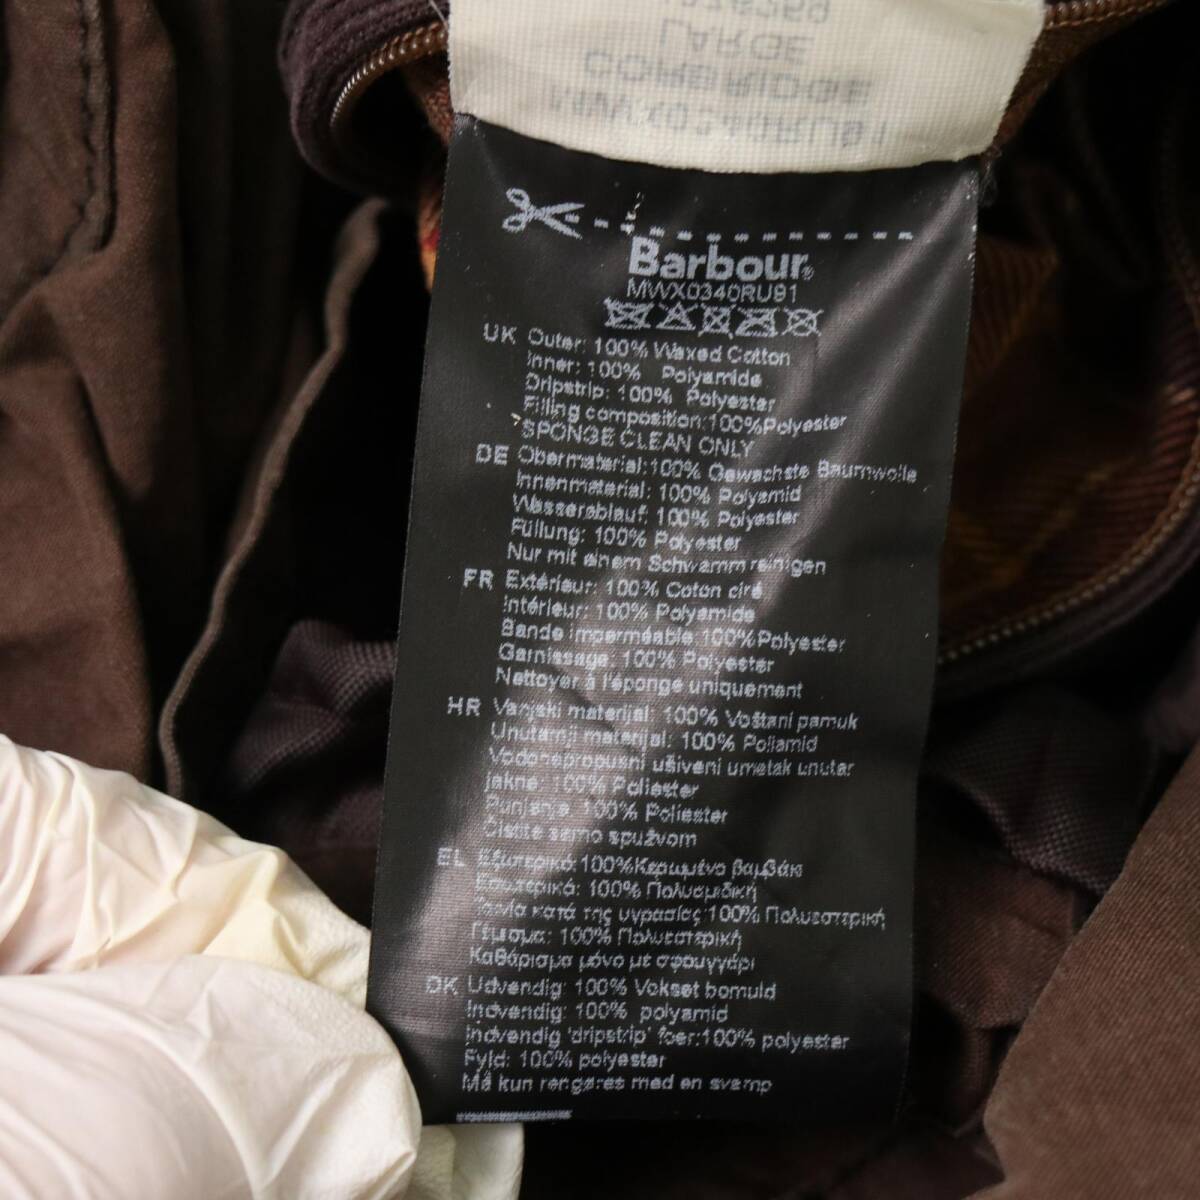 LARGE
CORBRIDGE
MWX0340RU91
Barbour
MWX0340RU91
UK Outer: 100% Waxed Cotton
Inner: 100% Polyamide
Dripstrip: 100% Polyester
Filling composition:100%Polyester
SPONGE CLEAN ONLY
DE Obermaterial:100% Gewachste Baumwolle
Innenmaterial: 100% Polyamid
Wasserablauf: 100% Polyester
Füllung: 100% Polyester
Nur mit einem Schwamm reinigen
FR Extérieur: 100% Coton ciré
Intérieur: 100% Polyamide
Bande imperméable:100%Polyester
Garnissage: 100% Polyester
Nettoyer à l'éponge uniquement
HR Vanjski materijal: 100% Voštani pamuk
Unutarnji materijal: 100% Poliamid
Vodonepropusni ušiveni umetak unutar
jakne: 100% Poliester
Punjenje: 100% Poliester
Čistite samo spužvom
EL Εξωτερικό:100%Κερωμένο βαμβάκι
Εσωτερικό: 100% Πολυαμιδική
Ταινία κατά της υγρασίας:100% Πολυεστερική
Γέμισμα: 100% Πολυεστερική
Καθάρισμα μόνο με σφουγγάρι
DK Udvendig: 100% Vokset bomuld
Indvendig: 100% polyamid
Indvendig 'dripstrip' foer:100% polyester
Fyld: 100% polyester
Må kun rengøres med en svamp